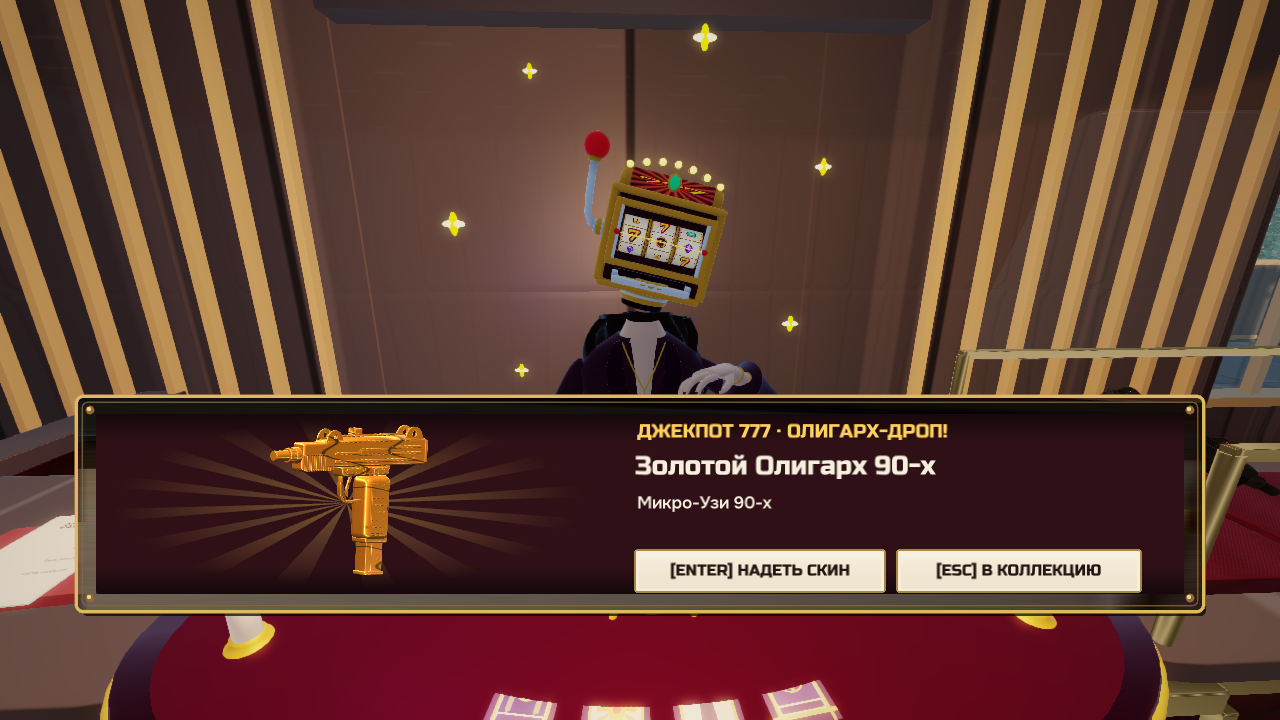 ДЖЕКПОТ 777 · ОЛИГАРХ-ДРОП!
Золотой Олигарх 90-х
Микро-Узи 90-х
[ENTER] НАДЕТЬ СКИН
[ESC] В КОЛЛЕКЦИЮ